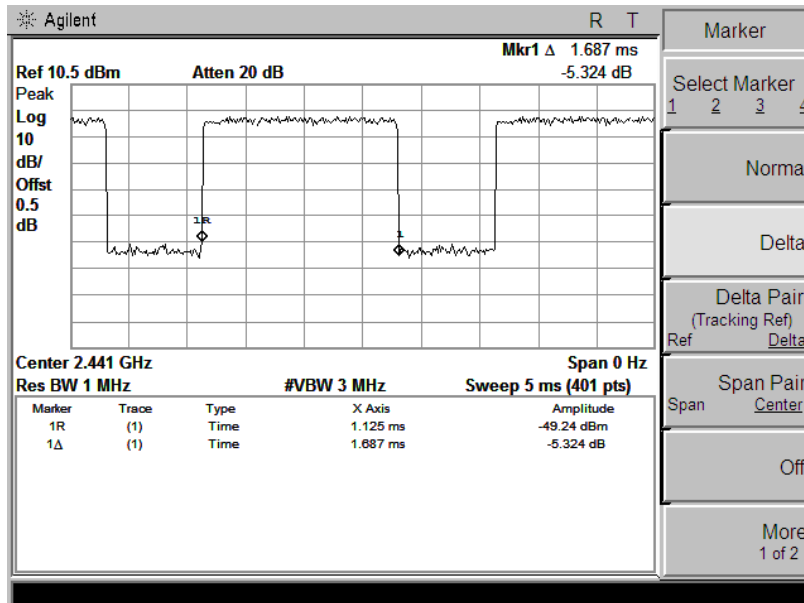 Agilent R T
Mkr1 Δ 1.687 ms
Ref 10.5 dBm Atten 20 dB -5.324 dB
Peak
Log
10
dB/
Offst
0.5
dB
1R
1
Center 2.441 GHz Span 0 Hz
Res BW 1 MHz #VBW 3 MHz Sweep 5 ms (401 pts)
Marker Trace Type X Axis Amplitude
1R (1) Time 1.125 ms -49.24 dBm
1Δ (1) Time 1.687 ms -5.324 dB
Marker
Select Marker
1 2 3 4
Norma
Delta
Delta Pair
(Tracking Ref)
Ref Delta
Span Pair
Span Center
Off
More
1 of 2